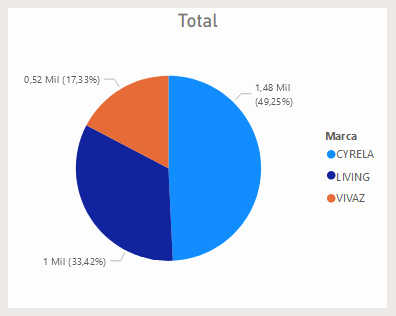 Total
0,52 Mil (17,33%)
1,48 Mil
(49,25%)
Marca
CYRELA
LIVING
VIVAZ
1 Mil (33,42%)